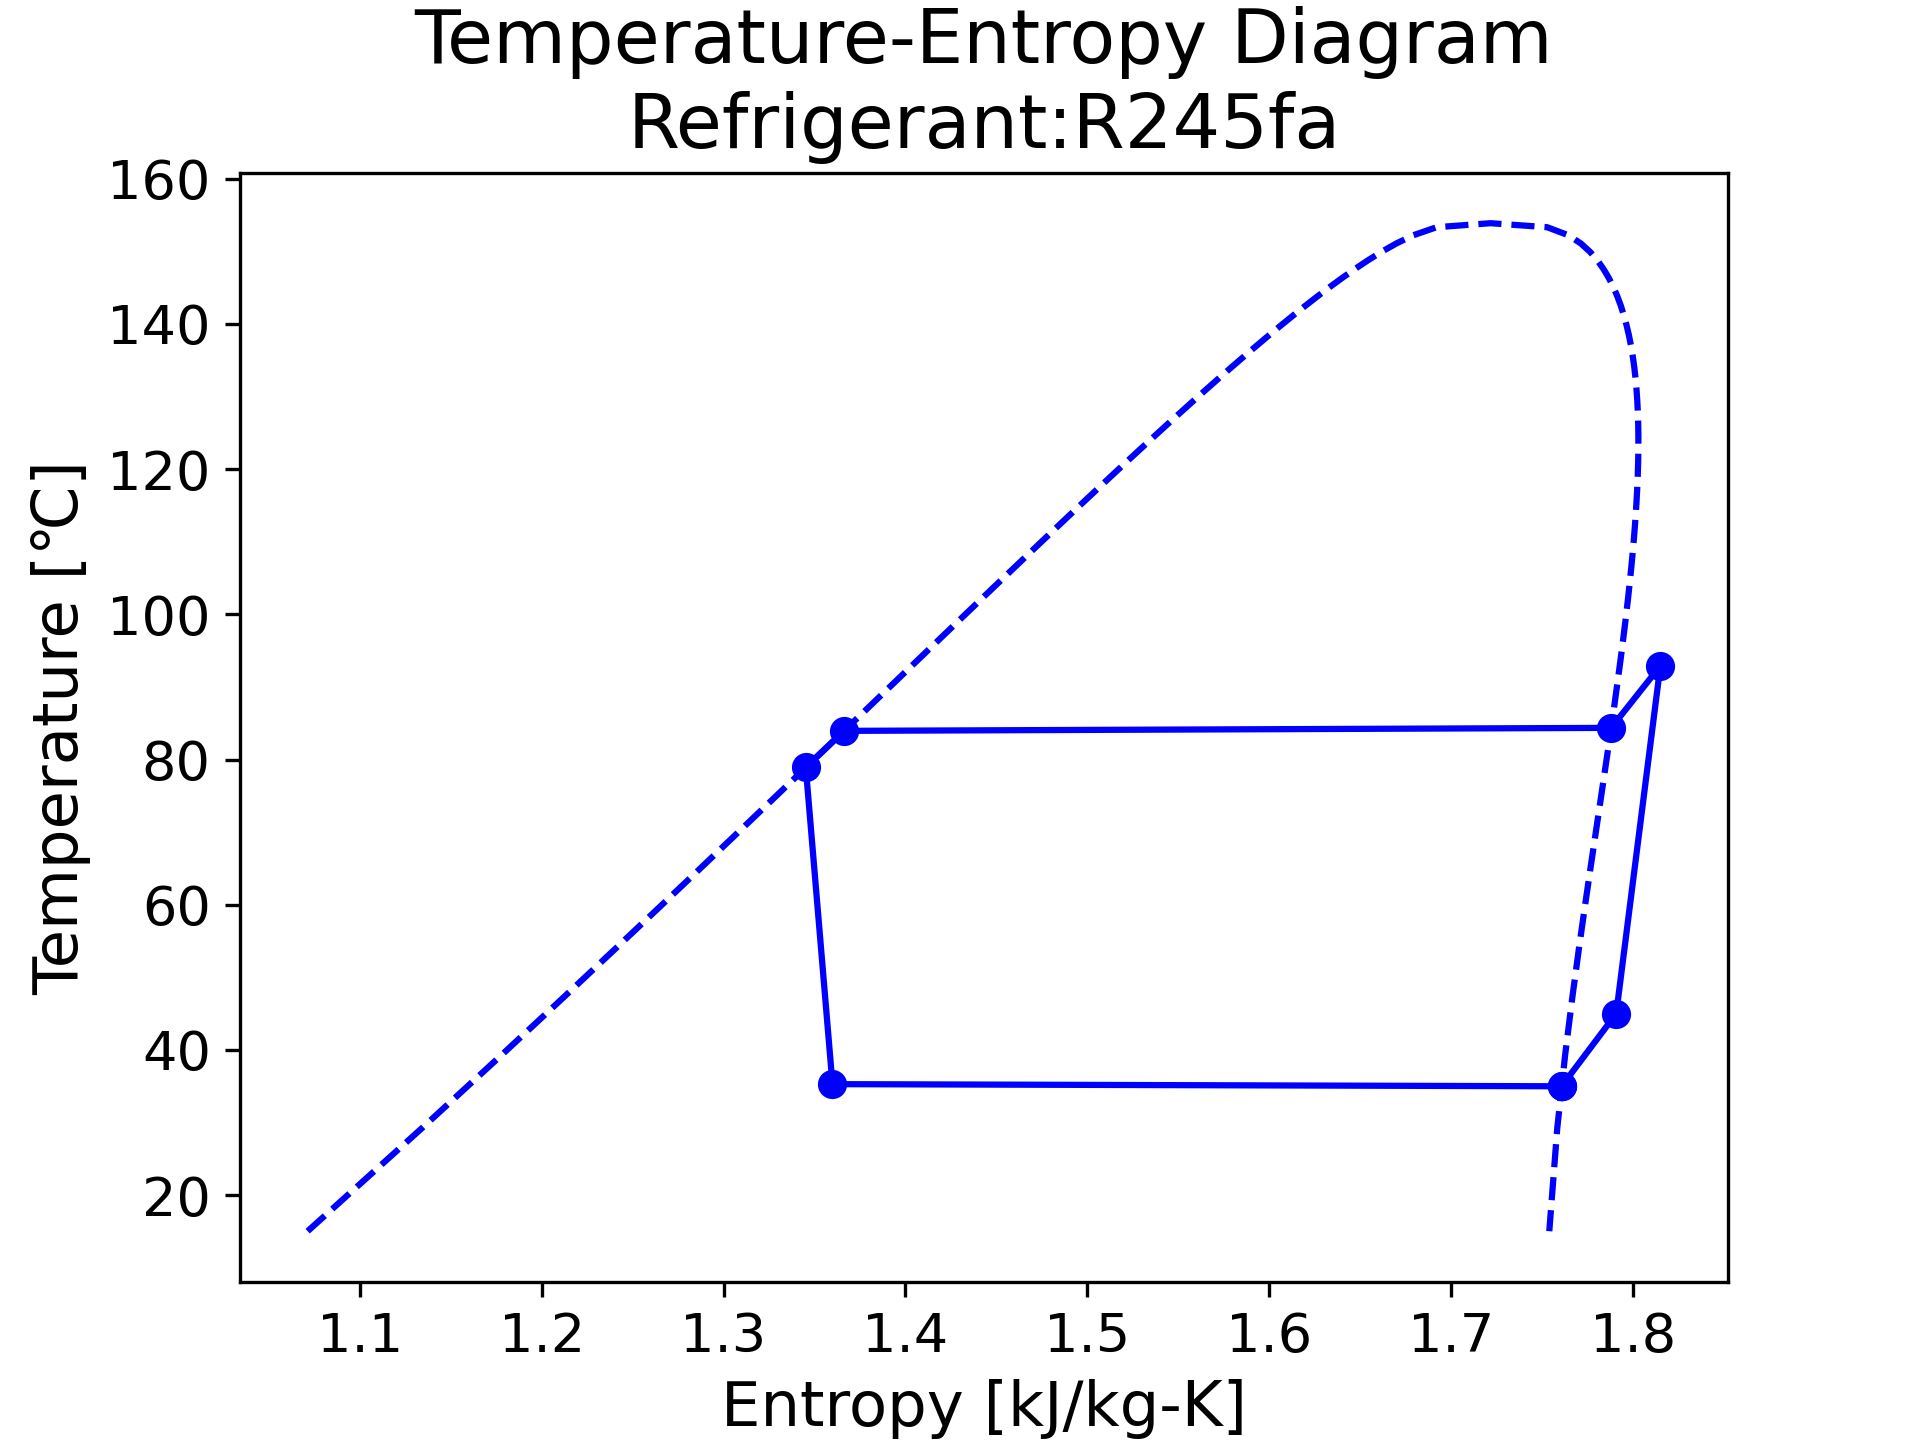 Temperature-Entropy Diagram
Refrigerant:R245fa
Temperature [°C]
160
140
120
100
80
60
40
20
1.1 1.2 1.3 1.4 1.5 1.6 1.7 1.8
Entropy [kJ/kg-K]